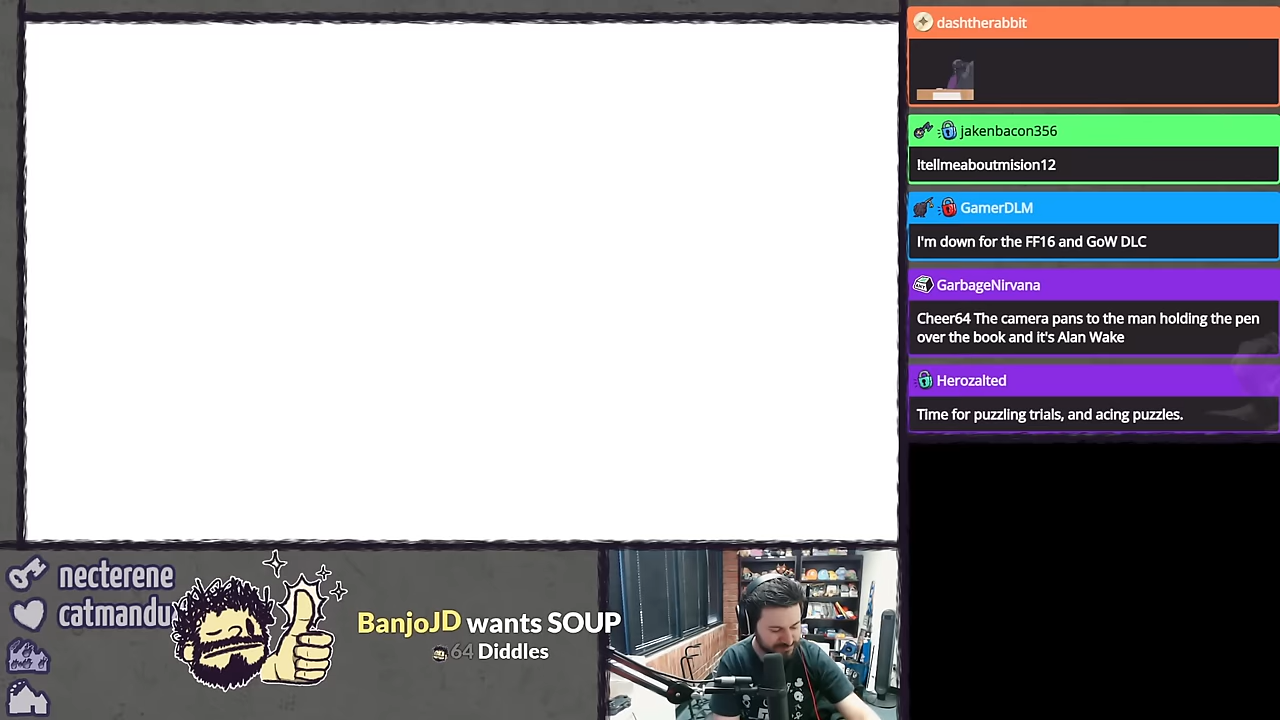 dashtherabbit
jakenbacon356
!tellmeaboutmision12
GamerDLM
I'm down for the FF16 and GoW DLC
GarbageNirvana
Cheer64 The camera pans to the man holding the pen
over the book and it's Alan Wake
Herozalted
Time for puzzling trials, and acing puzzles.
necterene
catmandu
BanjoJD wants SOUP
64 Diddles